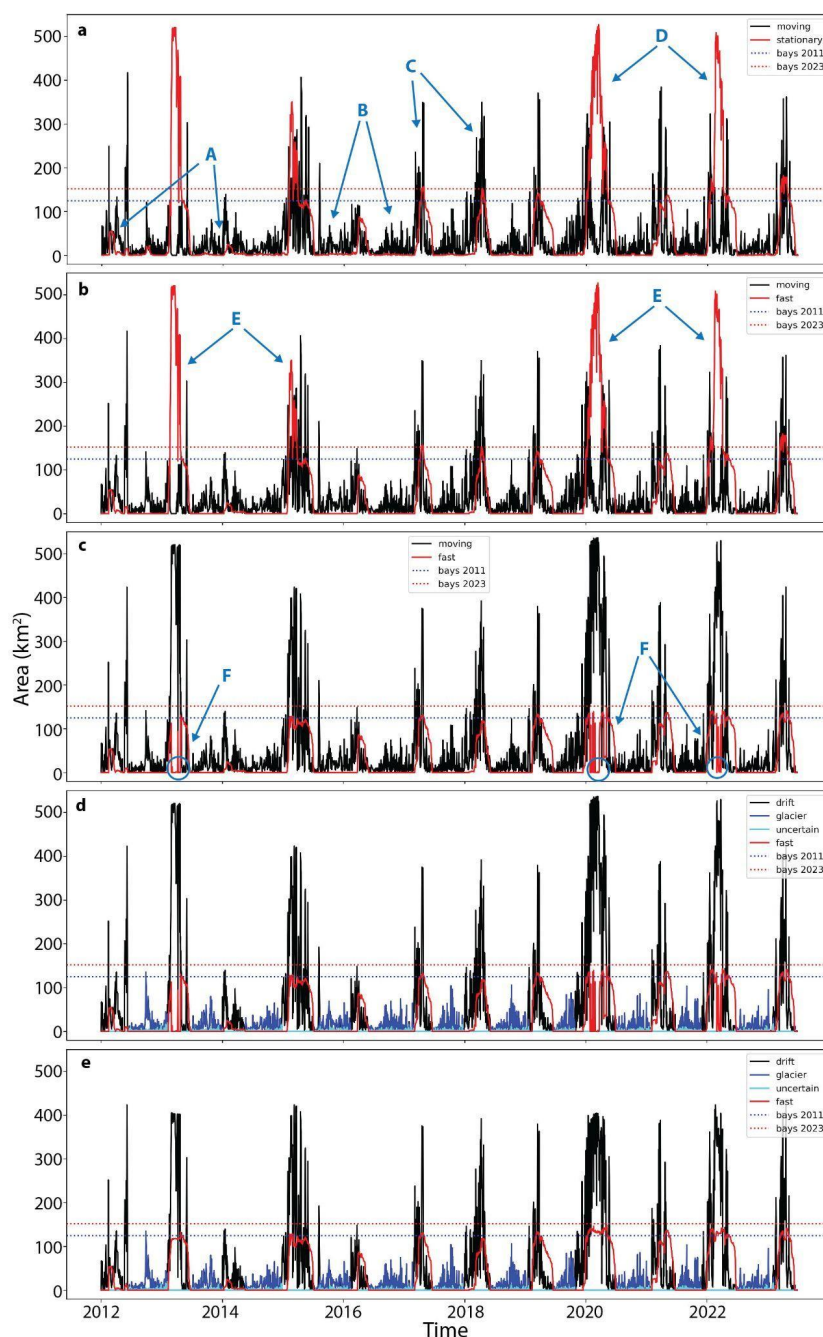 a
moving
stationary
bays 2011
bays 2023
500
400
300
200
100
0
A
B
C
D
b
moving
fast
bays 2011
bays 2023
500
400
300
200
100
0
E
E
c
moving
fast
bays 2011
bays 2023
500
400
300
200
100
0
F
F
Area (km²)
d
drift
glacier
uncertain
fast
bays 2011
bays 2023
500
400
300
200
100
0
e
drift
glacier
uncertain
fast
bays 2011
bays 2023
500
400
300
200
100
0
2012 2014 2016 2018 2020 2022
Time